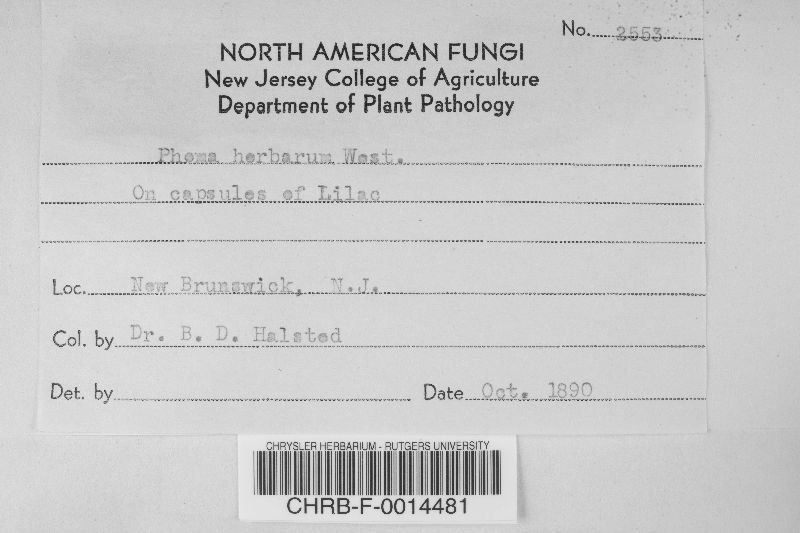 No. 2553
NORTH AMERICAN FUNGI
New Jersey College of Agriculture
Department of Plant Pathology
Phoma herbarum West.
On capsules of Lilac
Loc. New Brunswick, N.J.
Col. by Dr. B. D. Halsted
Det. by
Date Oct. 1890
CHRYSLER HERBARIUM - RUTGERS UNIVERSITY
CHRB-F-0014481